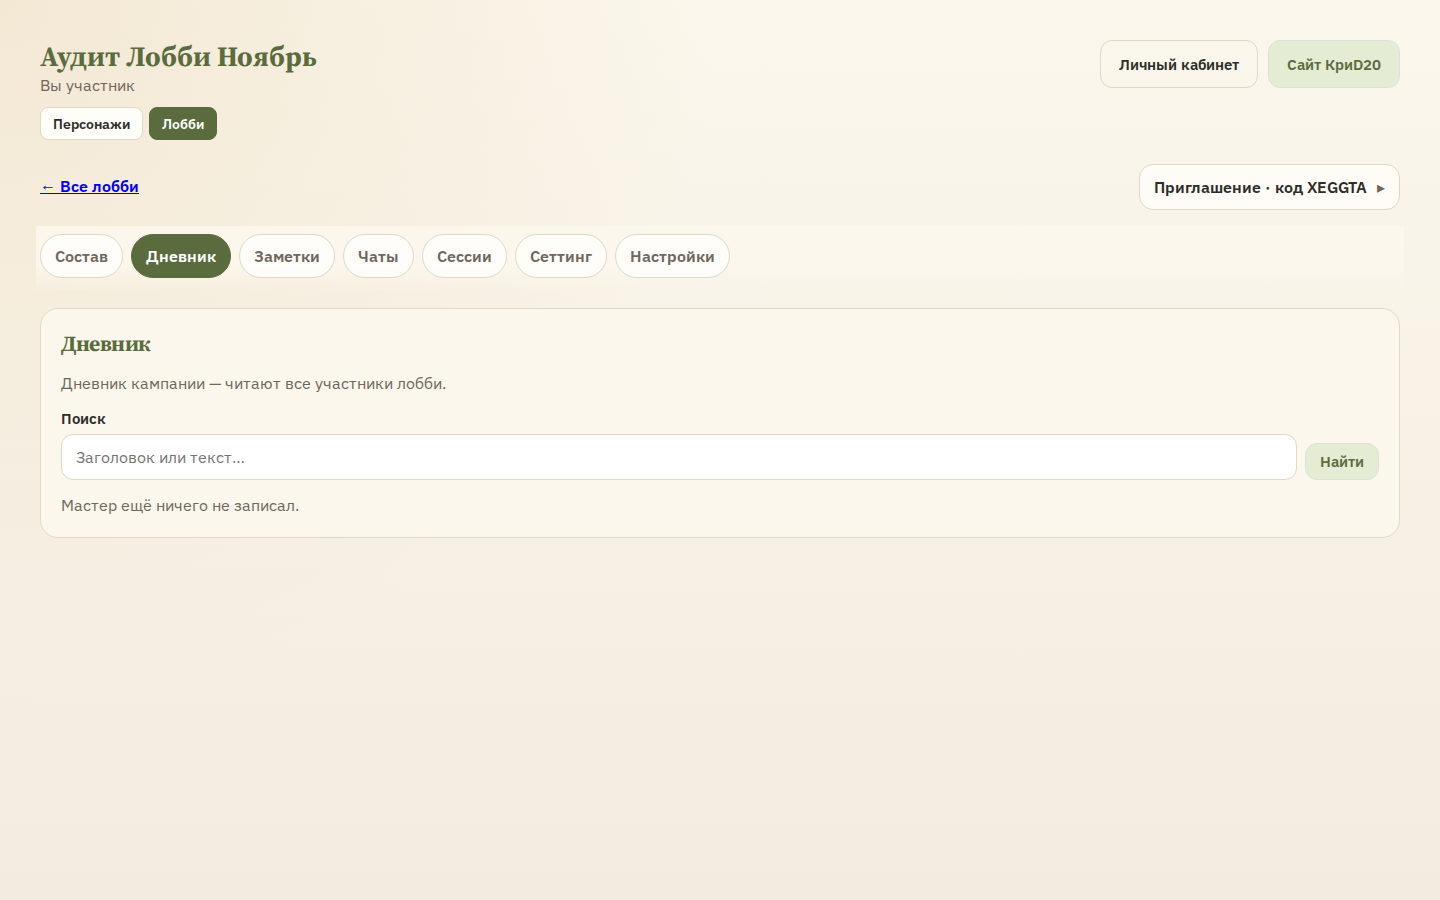 Аудит Лобби Ноябрь
Вы участник
Персонажи
Лобби
Личный кабинет
Сайт КриD20
← Все лобби
Приглашение · код XEGGTA ▸
Состав
Дневник
Заметки
Чаты
Сессии
Сеттинг
Настройки
Дневник
Дневник кампании — читают все участники лобби.
Поиск
Заголовок или текст...
Найти
Мастер ещё ничего не записал.